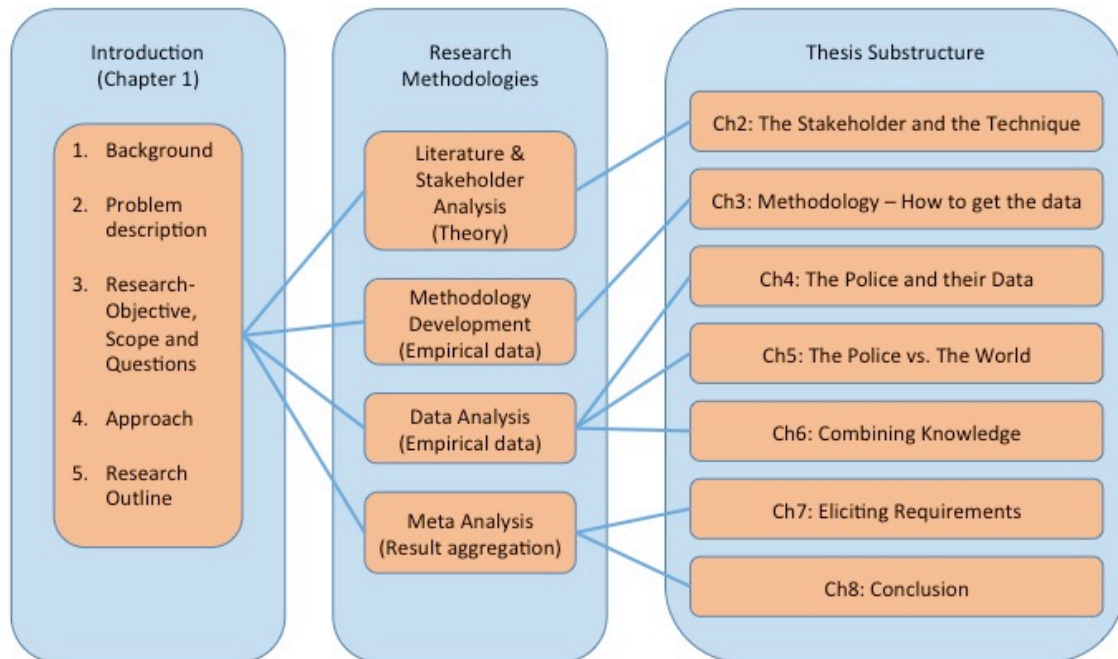 Introduction
(Chapter 1)
1. Background
2. Problem
description
3. Research-
Objective,
Scope and
Questions
4. Approach
5. Research
Outline
Research
Methodologies
Literature &
Stakeholder
Analysis
(Theory)
Methodology
Development
(Empirical data)
Data Analysis
(Empirical data)
Meta Analysis
(Result aggregation)
Thesis Substructure
Ch2: The Stakeholder and the Technique
Ch3: Methodology – How to get the data
Ch4: The Police and their Data
Ch5: The Police vs. The World
Ch6: Combining Knowledge
Ch7: Eliciting Requirements
Ch8: Conclusion